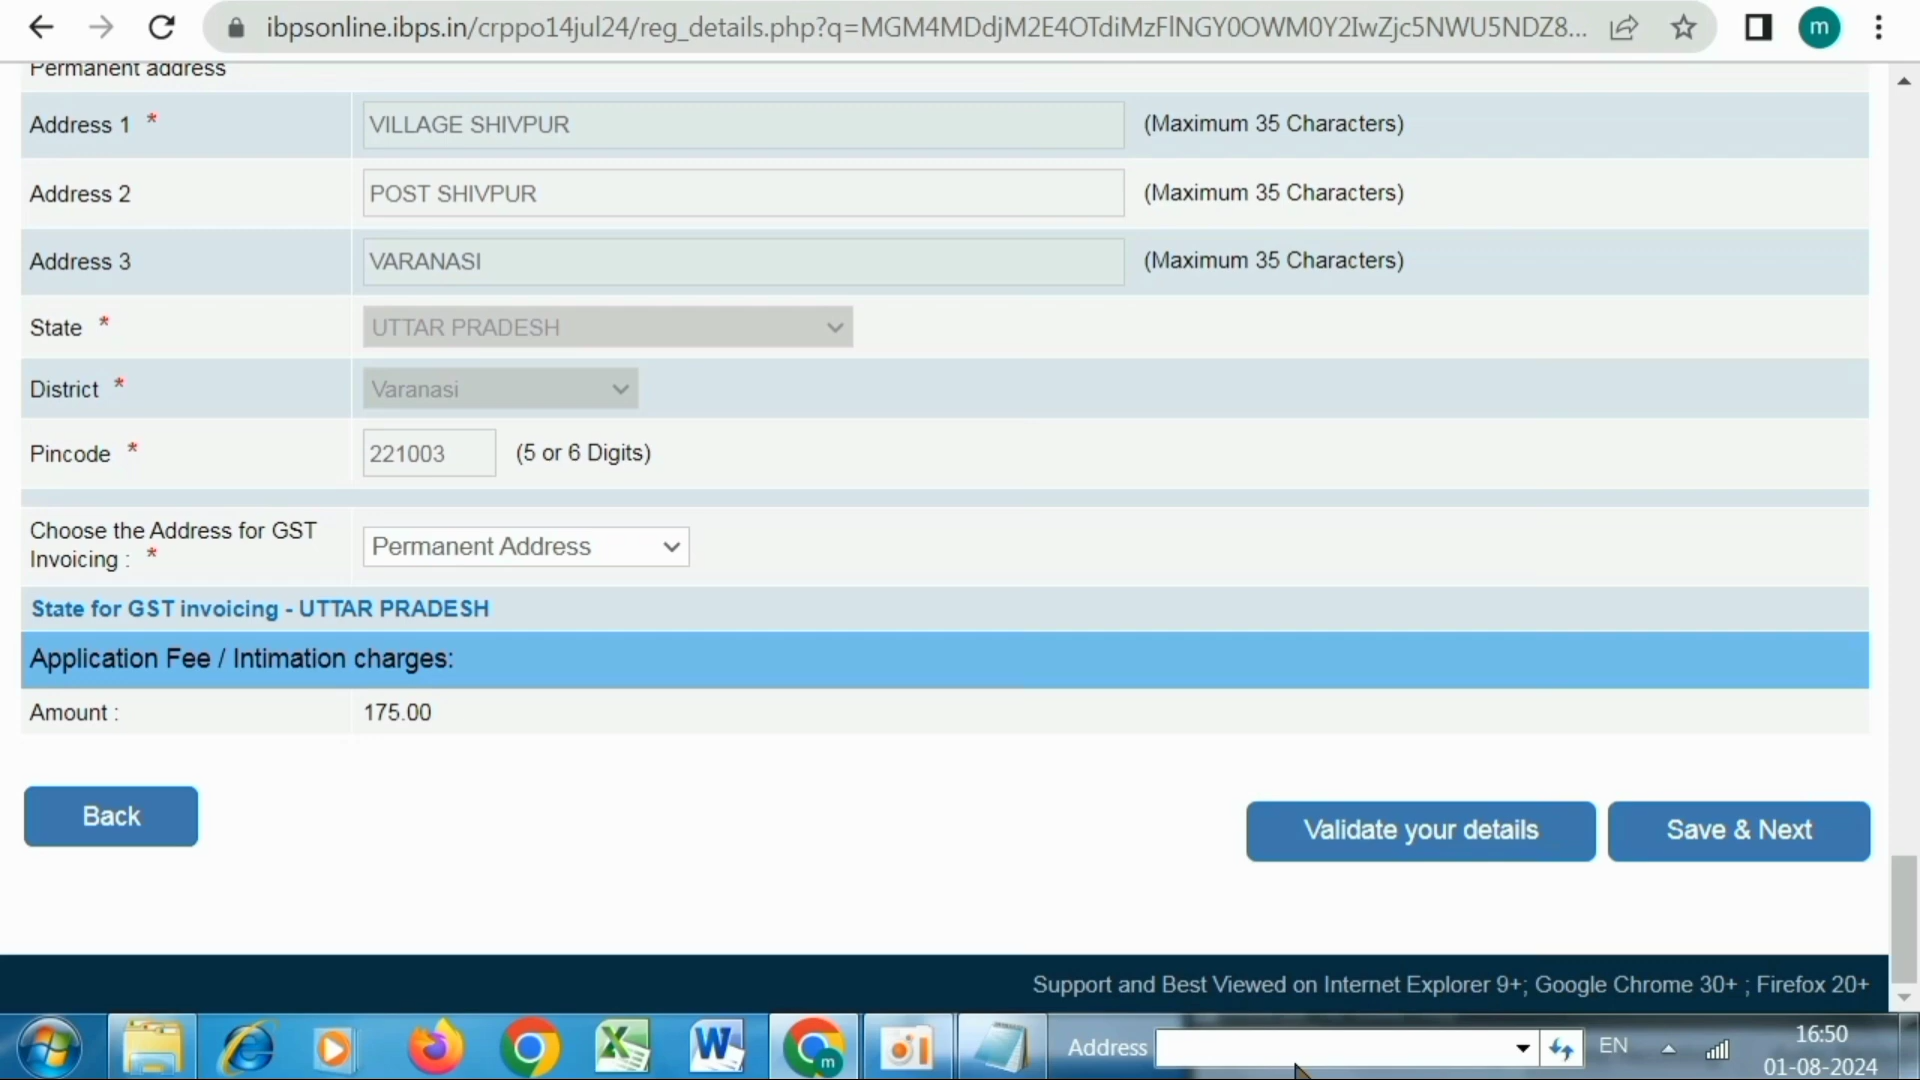 ibpsonline.ibps.in/crppo14jul24/reg_details.php?q=MGM4MDdjM2E4OTdiMzFlNGY0OWM0Y2IwZjc5NWU5NDZ8...
m
Permanent address
Address 1 *
VILLAGE SHIVPUR
(Maximum 35 Characters)
Address 2
POST SHIVPUR
(Maximum 35 Characters)
Address 3
VARANASI
(Maximum 35 Characters)
State *
UTTAR PRADESH
District *
Varanasi
Pincode *
221003
(5 or 6 Digits)
Choose the Address for GST
Invoicing : *
Permanent Address
State for GST invoicing - UTTAR PRADESH
Application Fee / Intimation charges:
Amount :
175.00
Back
Validate your details
Save & Next
Support and Best Viewed on Internet Explorer 9+; Google Chrome 30+ ; Firefox 20+
m
Address
EN
16:50
01-08-2024